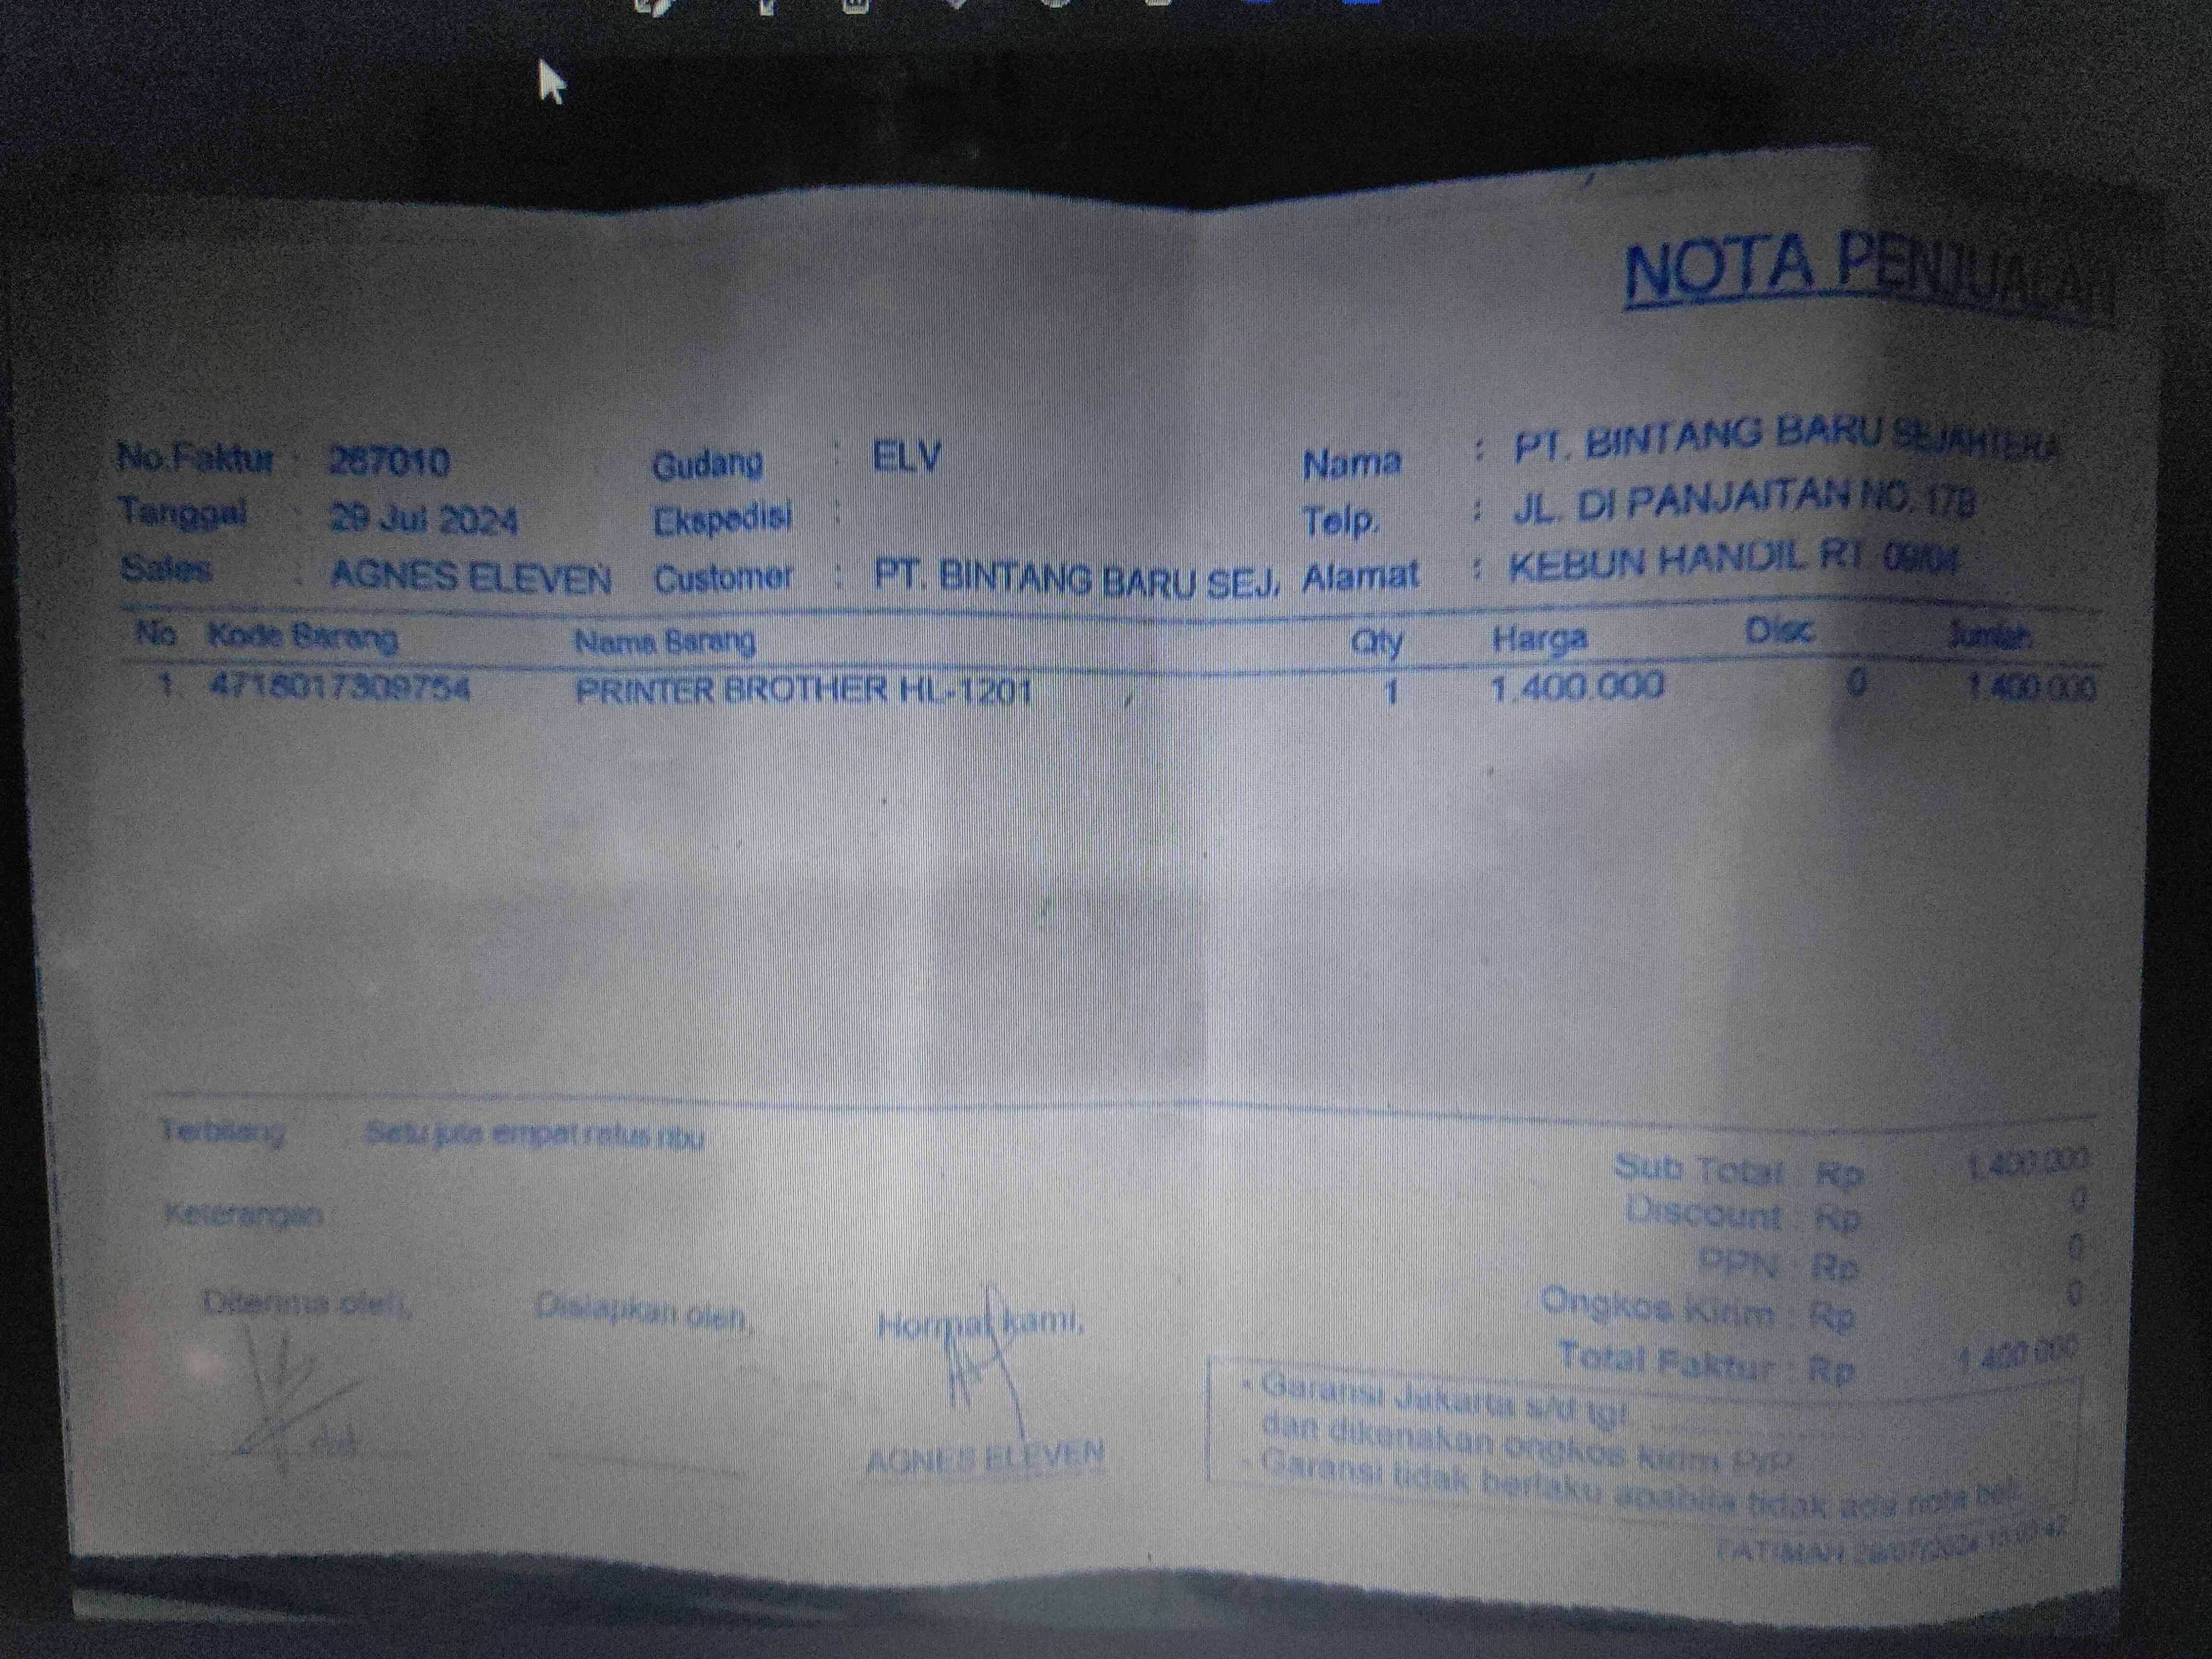 NOTA PENJUALAN
No.Faktur : 267010 Gudang : ELV Nama : PT. BINTANG BARU SEJAHTERA
Tanggal : 29 Jul 2024 Ekspedisi : Telp. : JL. DI PANJAITAN NO. 17B
Sales : AGNES ELEVEN Customer : PT. BINTANG BARU SEJ. Alamat : KEBUN HANDIL RT 09/04
No Kode Barang Nama Barang Qty Harga Disc Jumlah
1. 4718017309754 PRINTER BROTHER HL-1201 1 1.400.000 0 1.400.000
Terbilang Satu juta empat ratus ribu
Sub Total : Rp 1.400.000
Keterangan
Discount : Rp 0
PPN : Rp 0
Ongkos Kirim : Rp 0
Total Faktur : Rp 1.400.000
Diterima oleh, Disiapkan oleh, Hormat kami,
AGNES ELEVEN
- Garansi Jakarta s/d tgl
dan dikenakan ongkos kirim P/P
- Garansi tidak berlaku apabila tidak ada nota beli
FATIMAH 29/07/2024